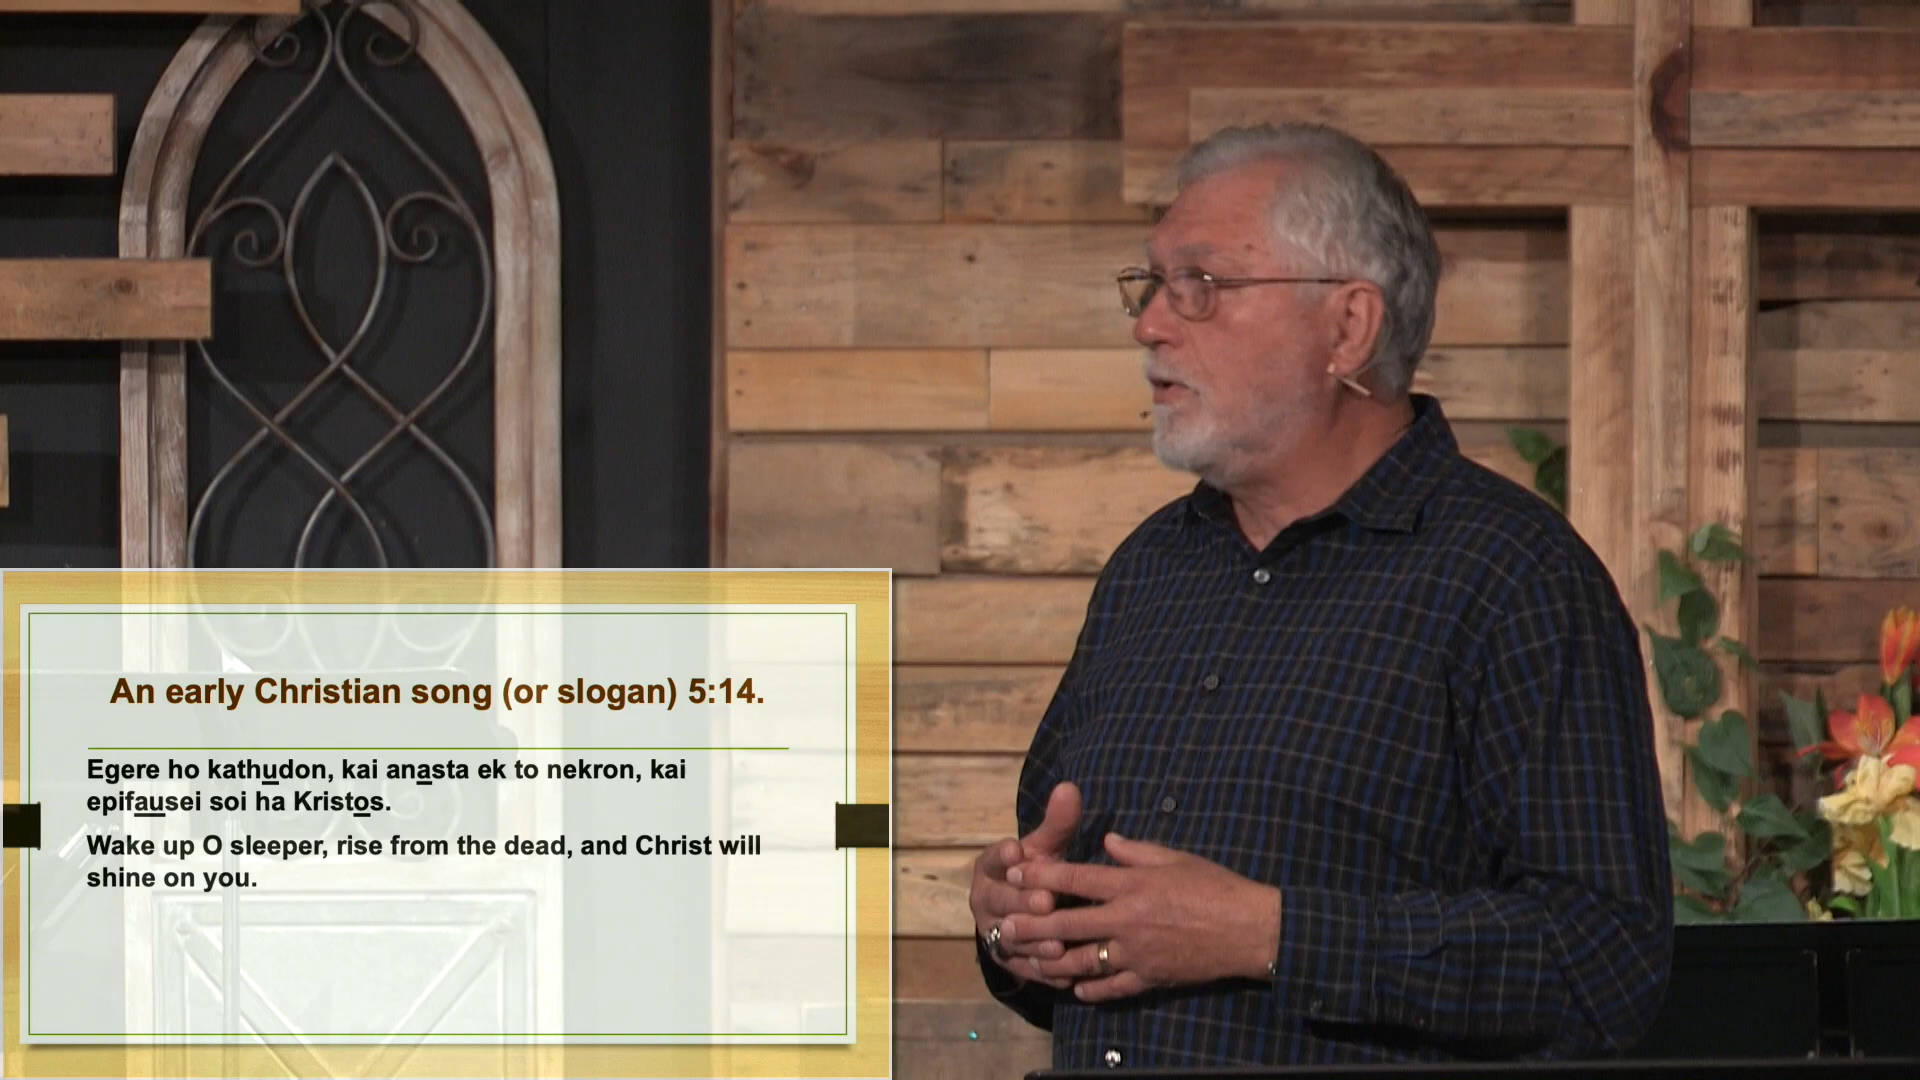 An early Christian song (or slogan) 5:14.
Egere ho kathudon, kai anasta ek to nekron, kai
epifausei soi ha Kristos.
Wake up O sleeper, rise from the dead, and Christ will
shine on you.